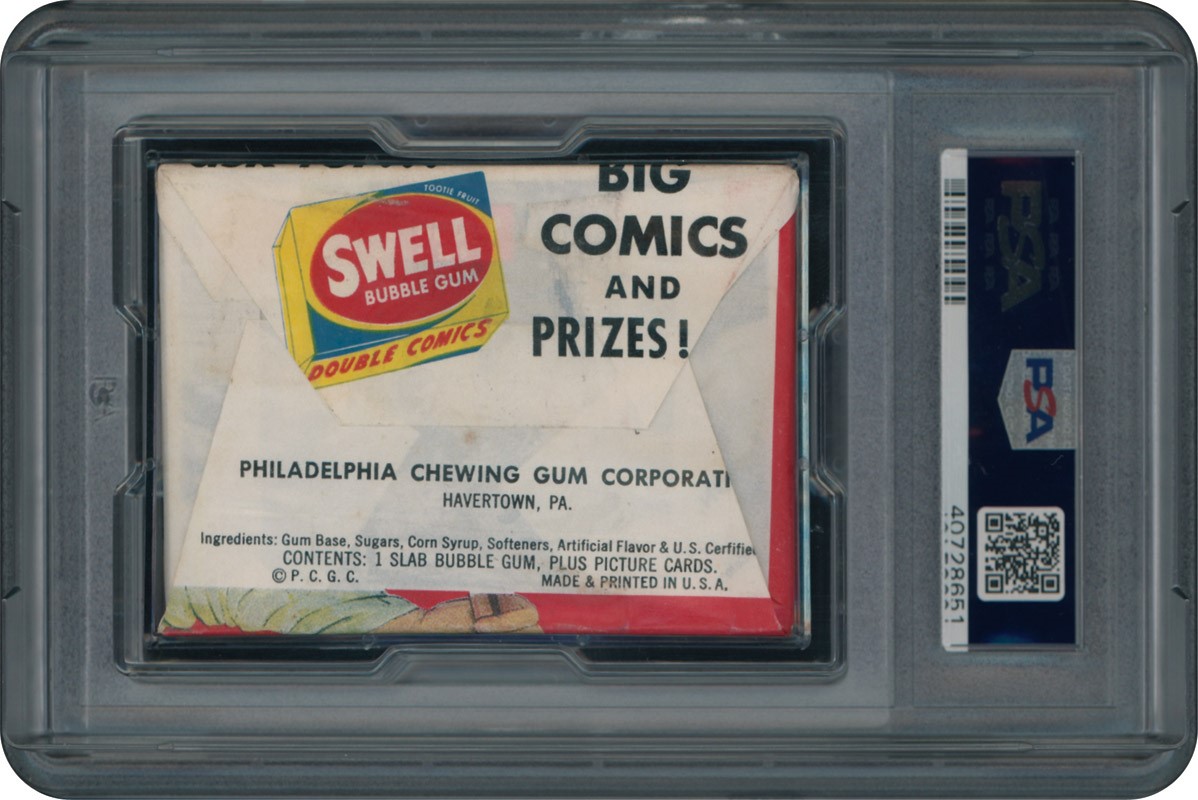 BIG
COMICS
AND
PRIZES!
TOOTIE FRUIT
SWELL
BUBBLE GUM
DOUBLE COMICS
PHILADELPHIA CHEWING GUM CORPORATI
HAVERTOWN, PA.
Ingredients: Gum Base, Sugars, Corn Syrup, Softeners, Artificial Flavor & U.S. Certifie
CONTENTS: 1 SLAB BUBBLE GUM, PLUS PICTURE CARDS.
© P. C. G. C.
MADE & PRINTED IN U. S. A.
PSA
PSA
40728651
PSA